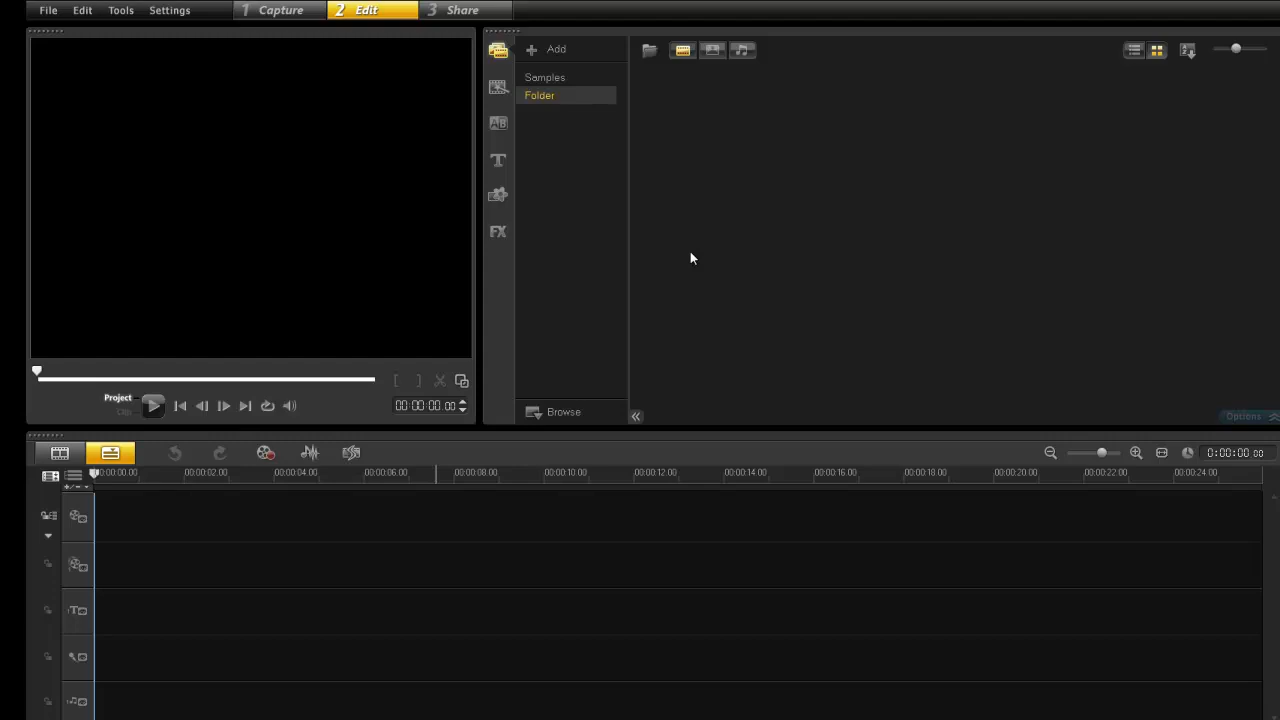 File Edit Tools Settings 1 Capture 2 Edit 3 Share
+ Add
Samples
Folder
AB
T
FX
Browse
Options
Project
Clip
00:00:00.00
0:00:00.00
00:00:00.00 00:00:02.00 00:00:04.00 00:00:06.00 00:00:08.00 00:00:10.00 00:00:12.00 00:00:14.00 00:00:16.00 00:00:18.00 00:00:20.00 00:00:22.00 00:00:24.00